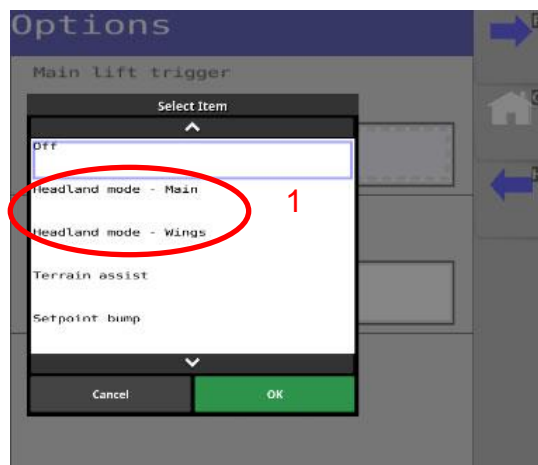 Options
Main lift trigger
Select Item
Off
Headland mode - Main
1
Headland mode - Wings
Terrain assist
Setpoint bump
Cancel
OK